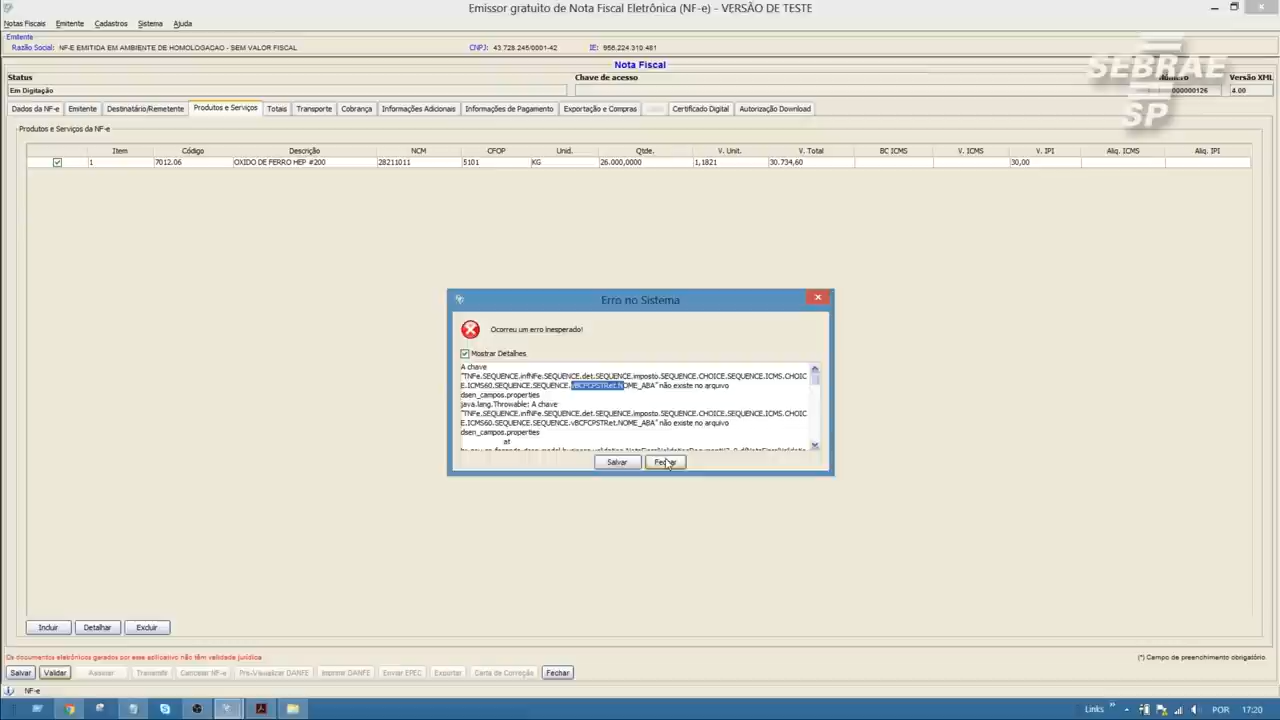 Emissor gratuito de Nota Fiscal Eletrônica (NF-e) - VERSÃO DE TESTE
Notas Fiscais Emitente Cadastros Sistema Ajuda
Emitente
Razão Social: NF-E EMITIDA EM AMBIENTE DE HOMOLOGACAO - SEM VALOR FISCAL CNPJ: 43.728.245/0001-42 IE: 956.224.310.481
Nota Fiscal
SEBRAE
SP
Status Chave de acesso Número Versão XML
Em Digitação 000000126 4.00
Dados da NF-e Emitente Destinatário/Remetente Produtos e Serviços Totais Transporte Cobrança Informações Adicionais Informações de Pagamento Exportação e Compras Certificado Digital Autorização Download
Produtos e Serviços da NF-e
Item Código Descrição NCM CFOP Unid. Qtde. V. Unit. V. Total BC ICMS V. ICMS V. IPI Aliq. ICMS Aliq. IPI
1 7012.06 OXIDO DE FERRO HEP #200 28211011 5101 KG 26.000,0000 1,1821 30.734,60 30,00
Erro no Sistema
Ocorreu um erro inesperado!
Mostrar Detalhes
A chave
"TNFe.SEQUENCE.infNFe.SEQUENCE.det.SEQUENCE.imposto.SEQUENCE.CHOICE.SEQUENCE.ICMS.CHOIC
E.ICMS60.SEQUENCE.SEQUENCE.vBCFCPSTRet.NOME_ABA" não existe no arquivo
dsen_campos.properties
java.lang.Throwable: A chave
"TNFe.SEQUENCE.infNFe.SEQUENCE.det.SEQUENCE.imposto.SEQUENCE.CHOICE.SEQUENCE.ICMS.CHOIC
E.ICMS60.SEQUENCE.SEQUENCE.vBCFCPSTRet.NOME_ABA" não existe no arquivo
dsen_campos.properties
at
Salvar Fechar
Incluir Detalhar Excluir
Os documentos eletrônicos gerados por esse aplicativo não têm validade jurídica (*) Campo de preenchimento obrigatório.
Salvar Validar Assinar Transmitir Cancelar NF-e Pré-Visualizar DANFE Imprimir DANFE Enviar EPEC Exportar Carta de Correção Fechar
NF-e
Links POR 17:20